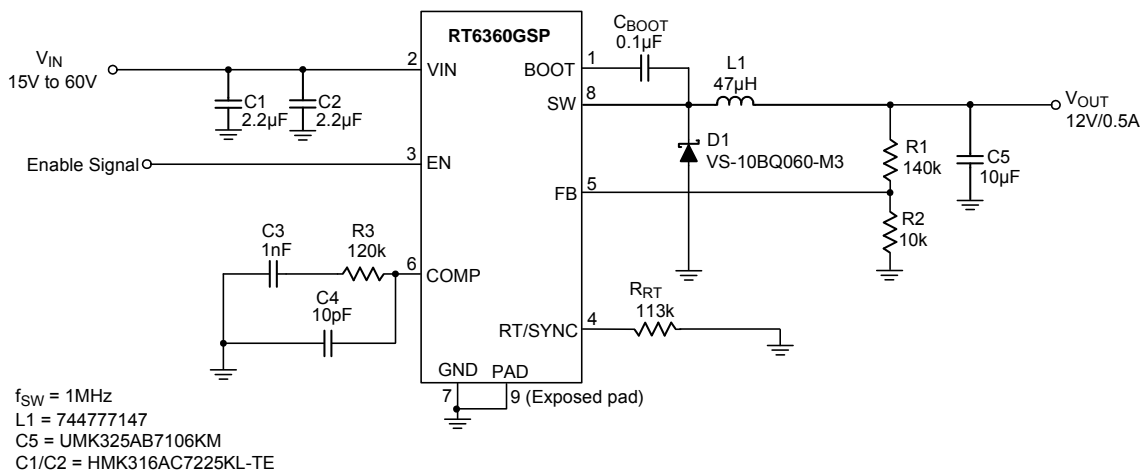 RT6360GSP
VIN
15V to 60V
2
VIN
C1
2.2µF
C2
2.2µF
Enable Signal
3
EN
BOOT
1
CBOOT
0.1µF
SW
8
L1
47µH
VOUT
12V/0.5A
D1
VS-10BQ060-M3
R1
140k
C5
10µF
FB
5
R2
10k
C3
1nF
R3
120k
6
COMP
C4
10pF
RT/SYNC
4
RRT
113k
GND
PAD
7
9 (Exposed pad)
fSW = 1MHz
L1 = 744777147
C5 = UMK325AB7106KM
C1/C2 = HMK316AC7225KL-TE